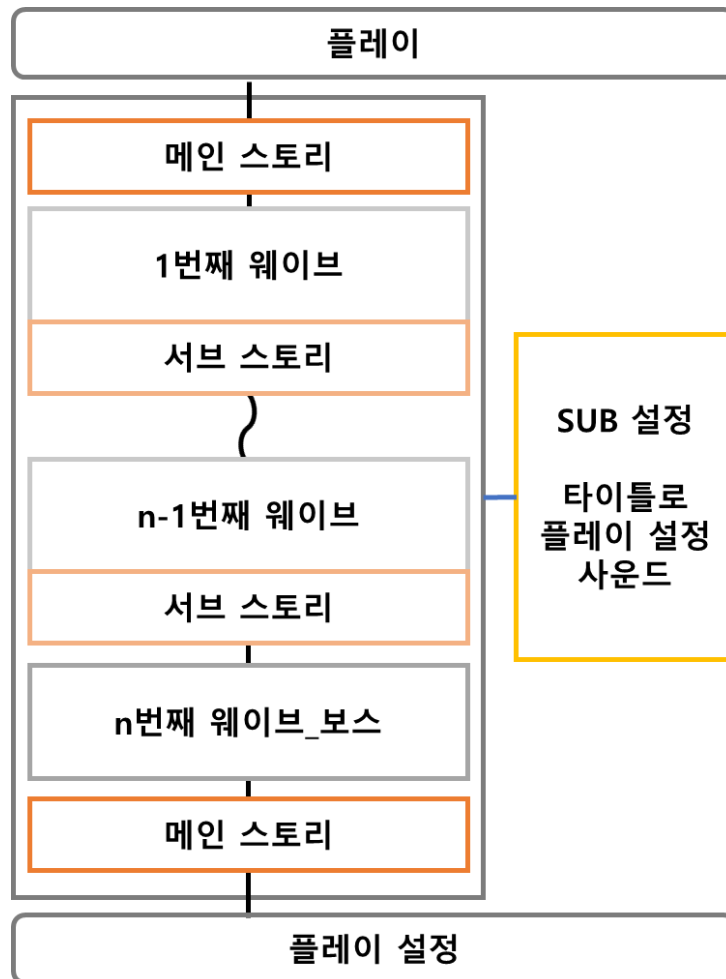 플레이
메인 스토리
1번째 웨이브
서브 스토리
n-1번째 웨이브
서브 스토리
n번째 웨이브_보스
메인 스토리
SUB 설정
타이틀로
플레이 설정
사운드
플레이 설정